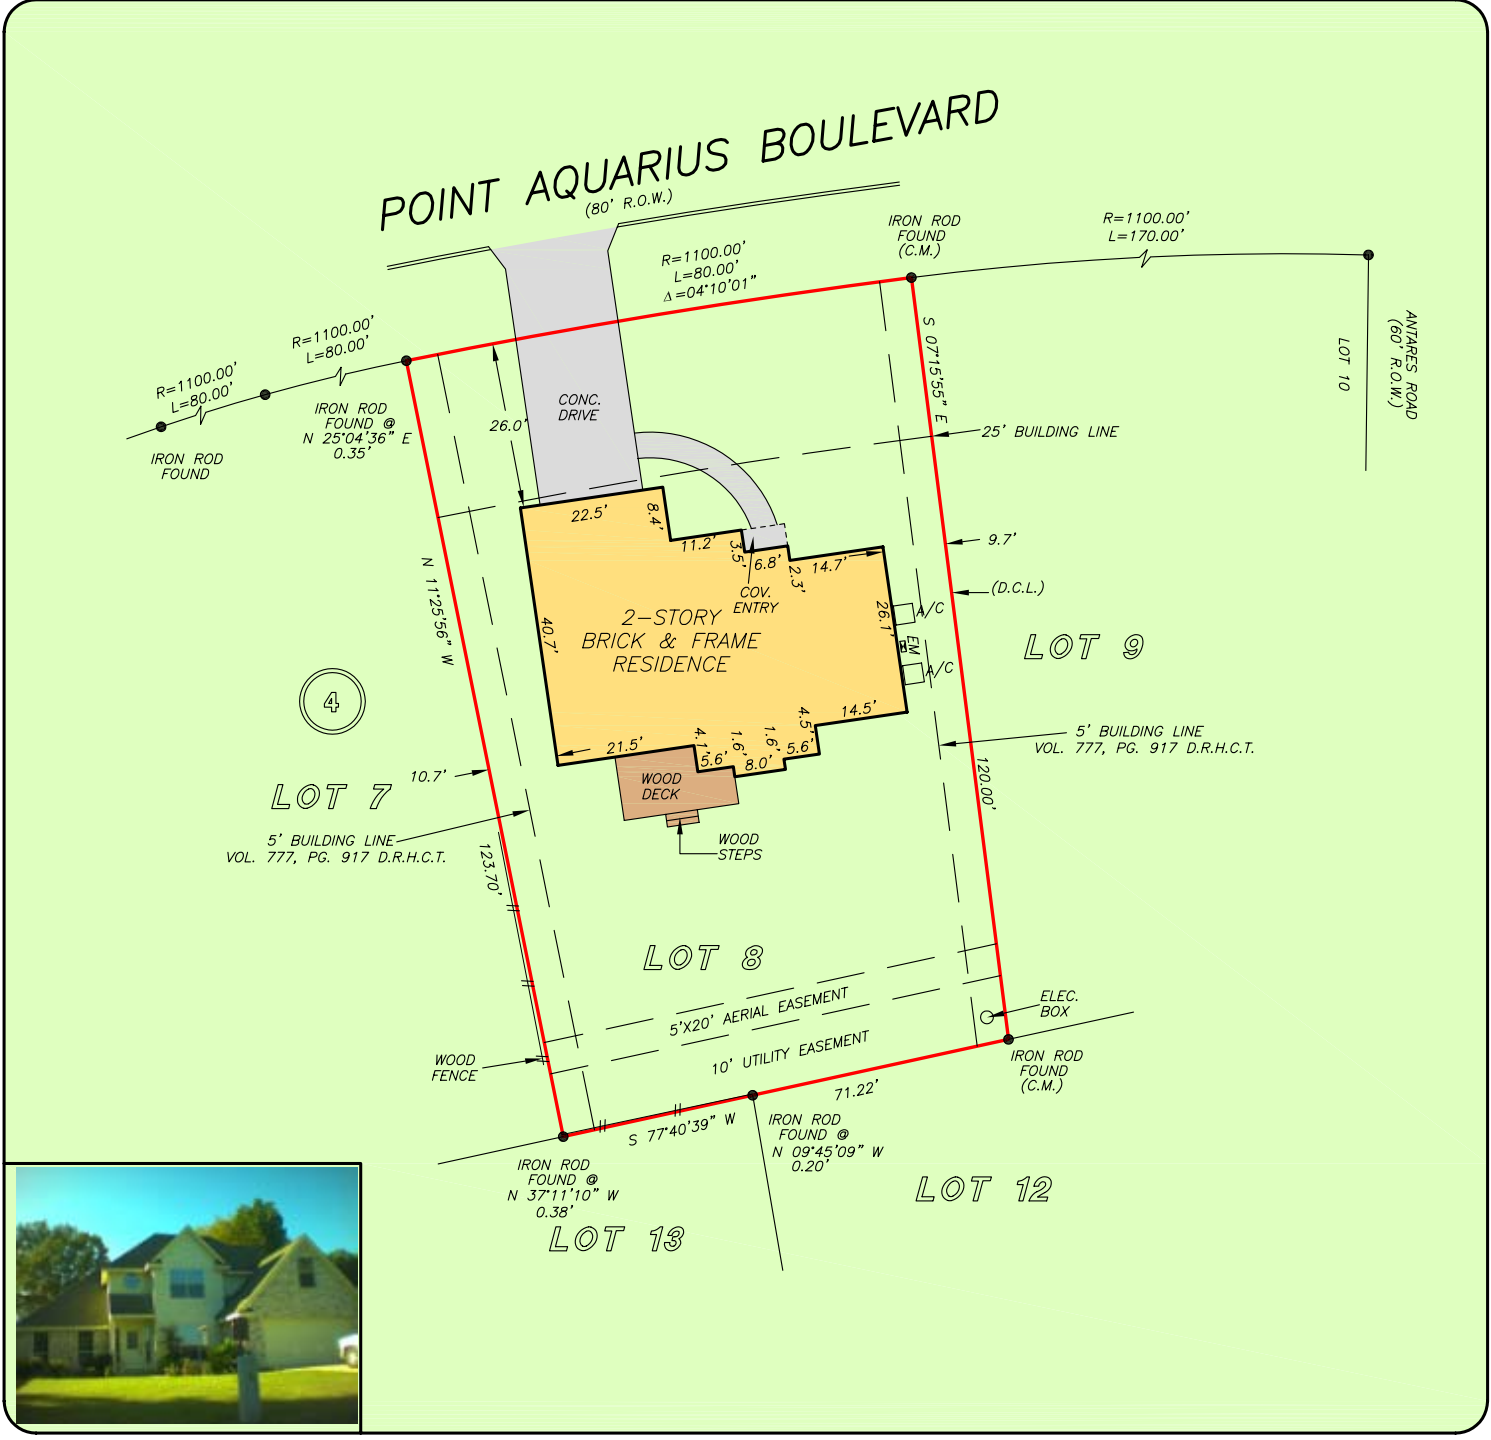 POINT AQUARIUS BOULEVARD
(80' R.O.W.)
IRON ROD
FOUND
(C.M.)
R=1100.00'
L=170.00'
R=1100.00'
L=80.00'
Δ=04°10'01"
R=1100.00'
L=80.00'
R=1100.00'
L=80.00'
IRON ROD
FOUND
IRON ROD
FOUND @
N 25°04'36" E
0.35'
ANTARES ROAD
(60' R.O.W.)
LOT 10
S 07°15'55" E
CONC.
DRIVE
26.0'
25' BUILDING LINE
22.5'
8.4'
11.2'
3.5'
6.8'
2.3'
14.7'
9.7'
(D.C.L.)
COV.
ENTRY
N 11°25'56" W
40.7'
2-STORY
BRICK & FRAME
RESIDENCE
26.1'
A/C
EM
A/C
LOT 9
4
14.5'
4.5'
5.6'
1.6'
8.0'
1.6'
5.6'
4.1'
21.5'
5' BUILDING LINE
VOL. 777, PG. 917 D.R.H.C.T.
120.00'
10.7'
LOT 7
WOOD
DECK
5' BUILDING LINE
VOL. 777, PG. 917 D.R.H.C.T.
WOOD
STEPS
123.70'
LOT 8
5'X20' AERIAL EASEMENT
ELEC.
BOX
10' UTILITY EASEMENT
WOOD
FENCE
IRON ROD
FOUND
(C.M.)
71.22'
S 77°40'39" W
IRON ROD
FOUND @
N 09°45'09" W
0.20'
IRON ROD
FOUND @
N 37°11'10" W
0.38'
LOT 12
LOT 13